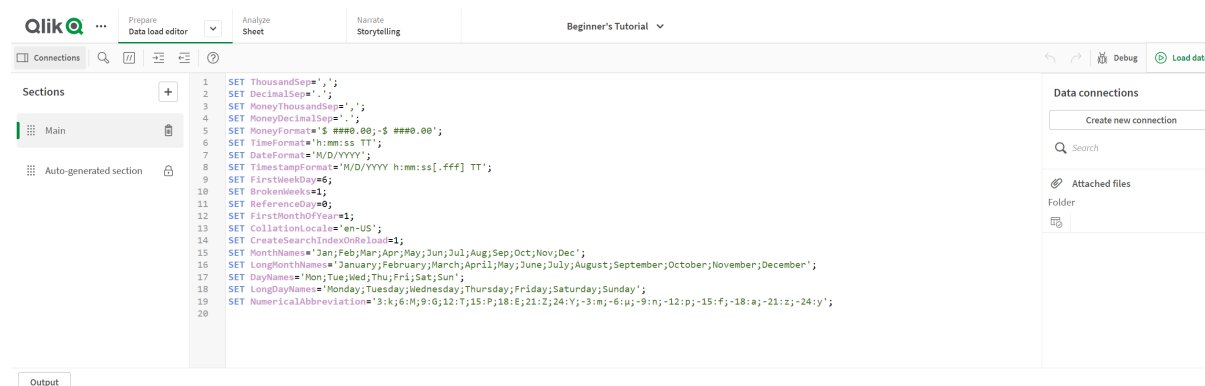 Qlik
Prepare
Data load editor
Analyze
Sheet
Narrate
Storytelling
Beginner's Tutorial
Connections
//
?
Debug
Load dat
Sections
+
Main
Auto-generated section
1 SET ThousandSep=',';
2 SET DecimalSep='.';
3 SET MoneyThousandSep=',';
4 SET MoneyDecimalSep='.';
5 SET MoneyFormat='$ ###0.00;-$ ###0.00';
6 SET TimeFormat='h:mm:ss TT';
7 SET DateFormat='M/D/YYYY';
8 SET TimestampFormat='M/D/YYYY h:mm:ss[.fff] TT';
9 SET FirstWeekDay=6;
10 SET BrokenWeeks=1;
11 SET ReferenceDay=0;
12 SET FirstMonthOfYear=1;
13 SET CollationLocale='en-US';
14 SET CreateSearchIndexOnReload=1;
15 SET MonthNames='Jan;Feb;Mar;Apr;May;Jun;Jul;Aug;Sep;Oct;Nov;Dec';
16 SET LongMonthNames='January;February;March;April;May;June;July;August;September;October;November;December';
17 SET DayNames='Mon;Tue;Wed;Thu;Fri;Sat;Sun';
18 SET LongDayNames='Monday;Tuesday;Wednesday;Thursday;Friday;Saturday;Sunday';
19 SET NumericalAbbreviation='3:k;6:M;9:G;12:T;15:P;18:E;21:Z;24:Y;-3:m;-6:μ;-9:n;-12:p;-15:f;-18:a;-21:z;-24:y';
20
Data connections
Create new connection
Search
Attached files
Folder
Output